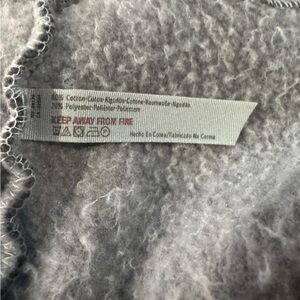 80% Cotton-Coton-Algodón-Cotone-Baumwolle-Algodão
20% Polyester-Poliéster-Poliestere
KEEP AWAY FROM FIRE
Hecho En Corea/Fabricado Na Coreia